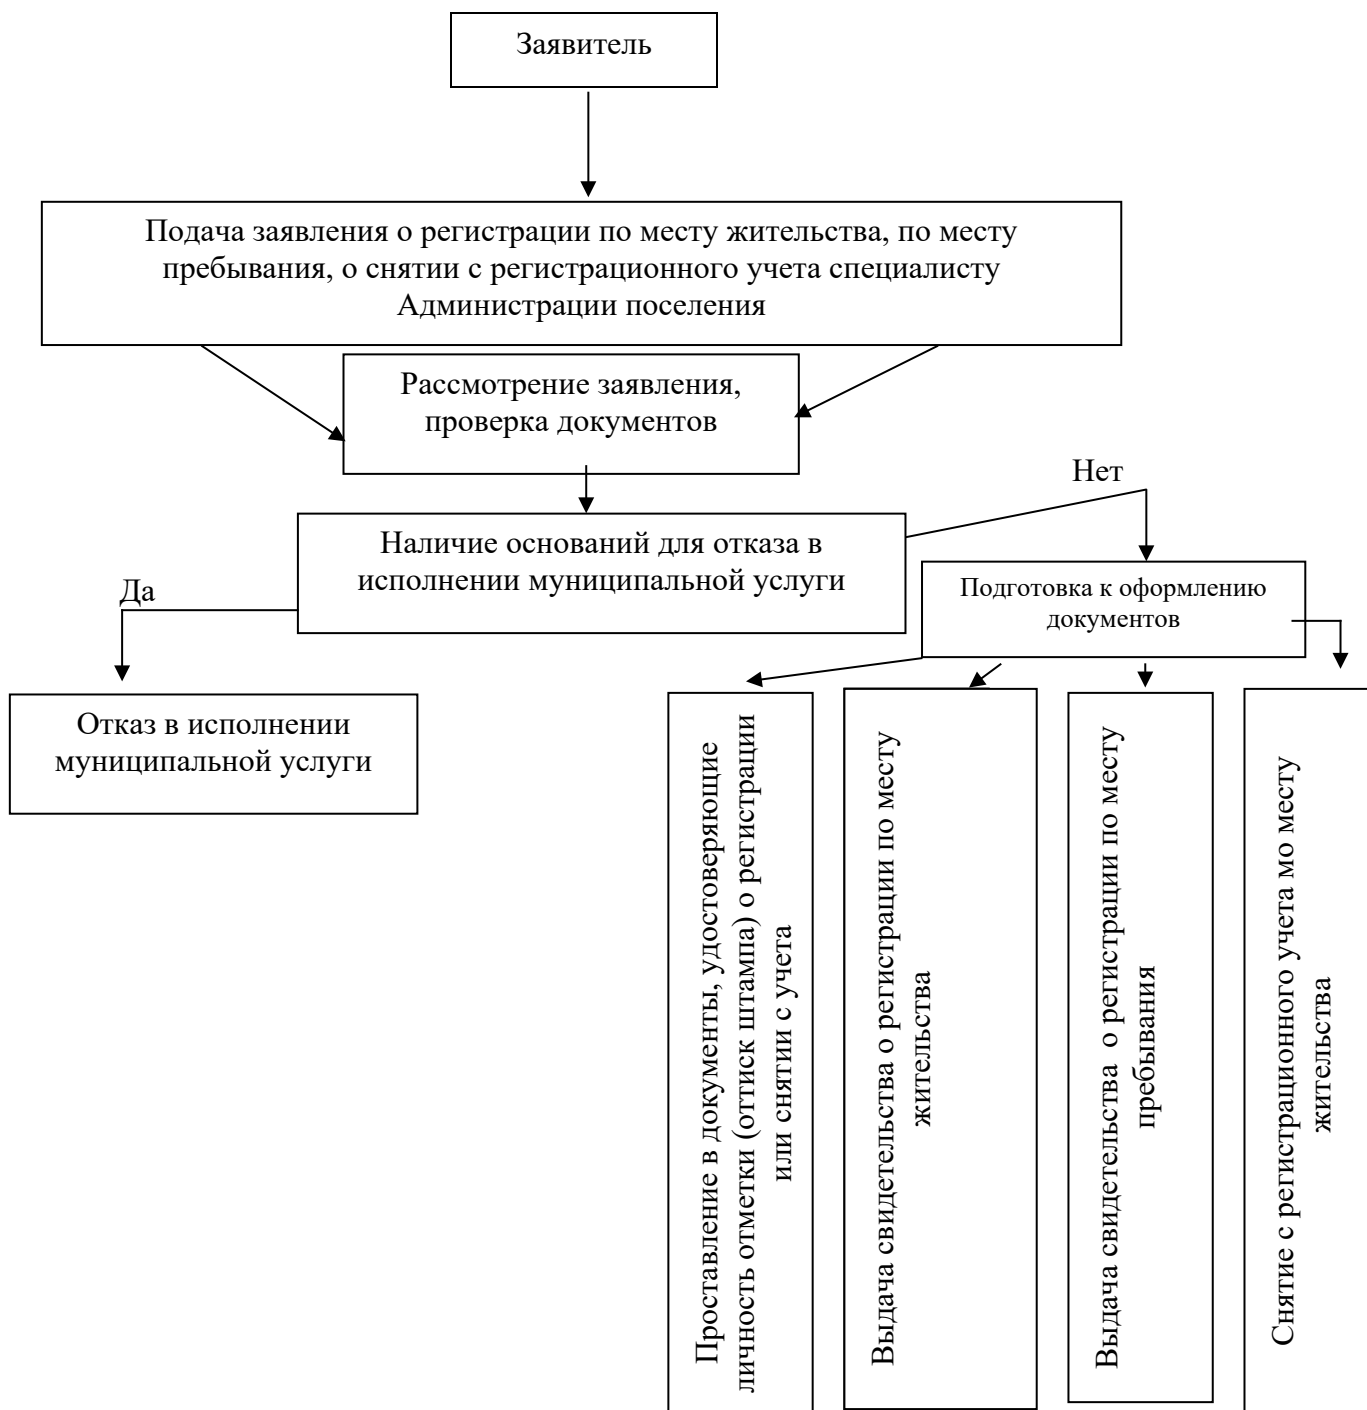 Заявитель
Подача заявления о регистрации по месту жительства, по месту
пребывания, о снятии с регистрационного учета специалисту
Администрации поселения
Рассмотрение заявления,
проверка документов
Нет
Наличие оснований для отказа в
исполнении муниципальной услуги
Да
Подготовка к оформлению
документов
Отказ в исполнении
муниципальной услуги
Проставление в документы, удостоверяющие
личность отметки (оттиск штампа) о регистрации
или снятии с учета
Выдача свидетельства о регистрации по месту
жительства
Выдача свидетельства о регистрации по месту
пребывания
Снятие с регистрационного учета мо месту
жительства